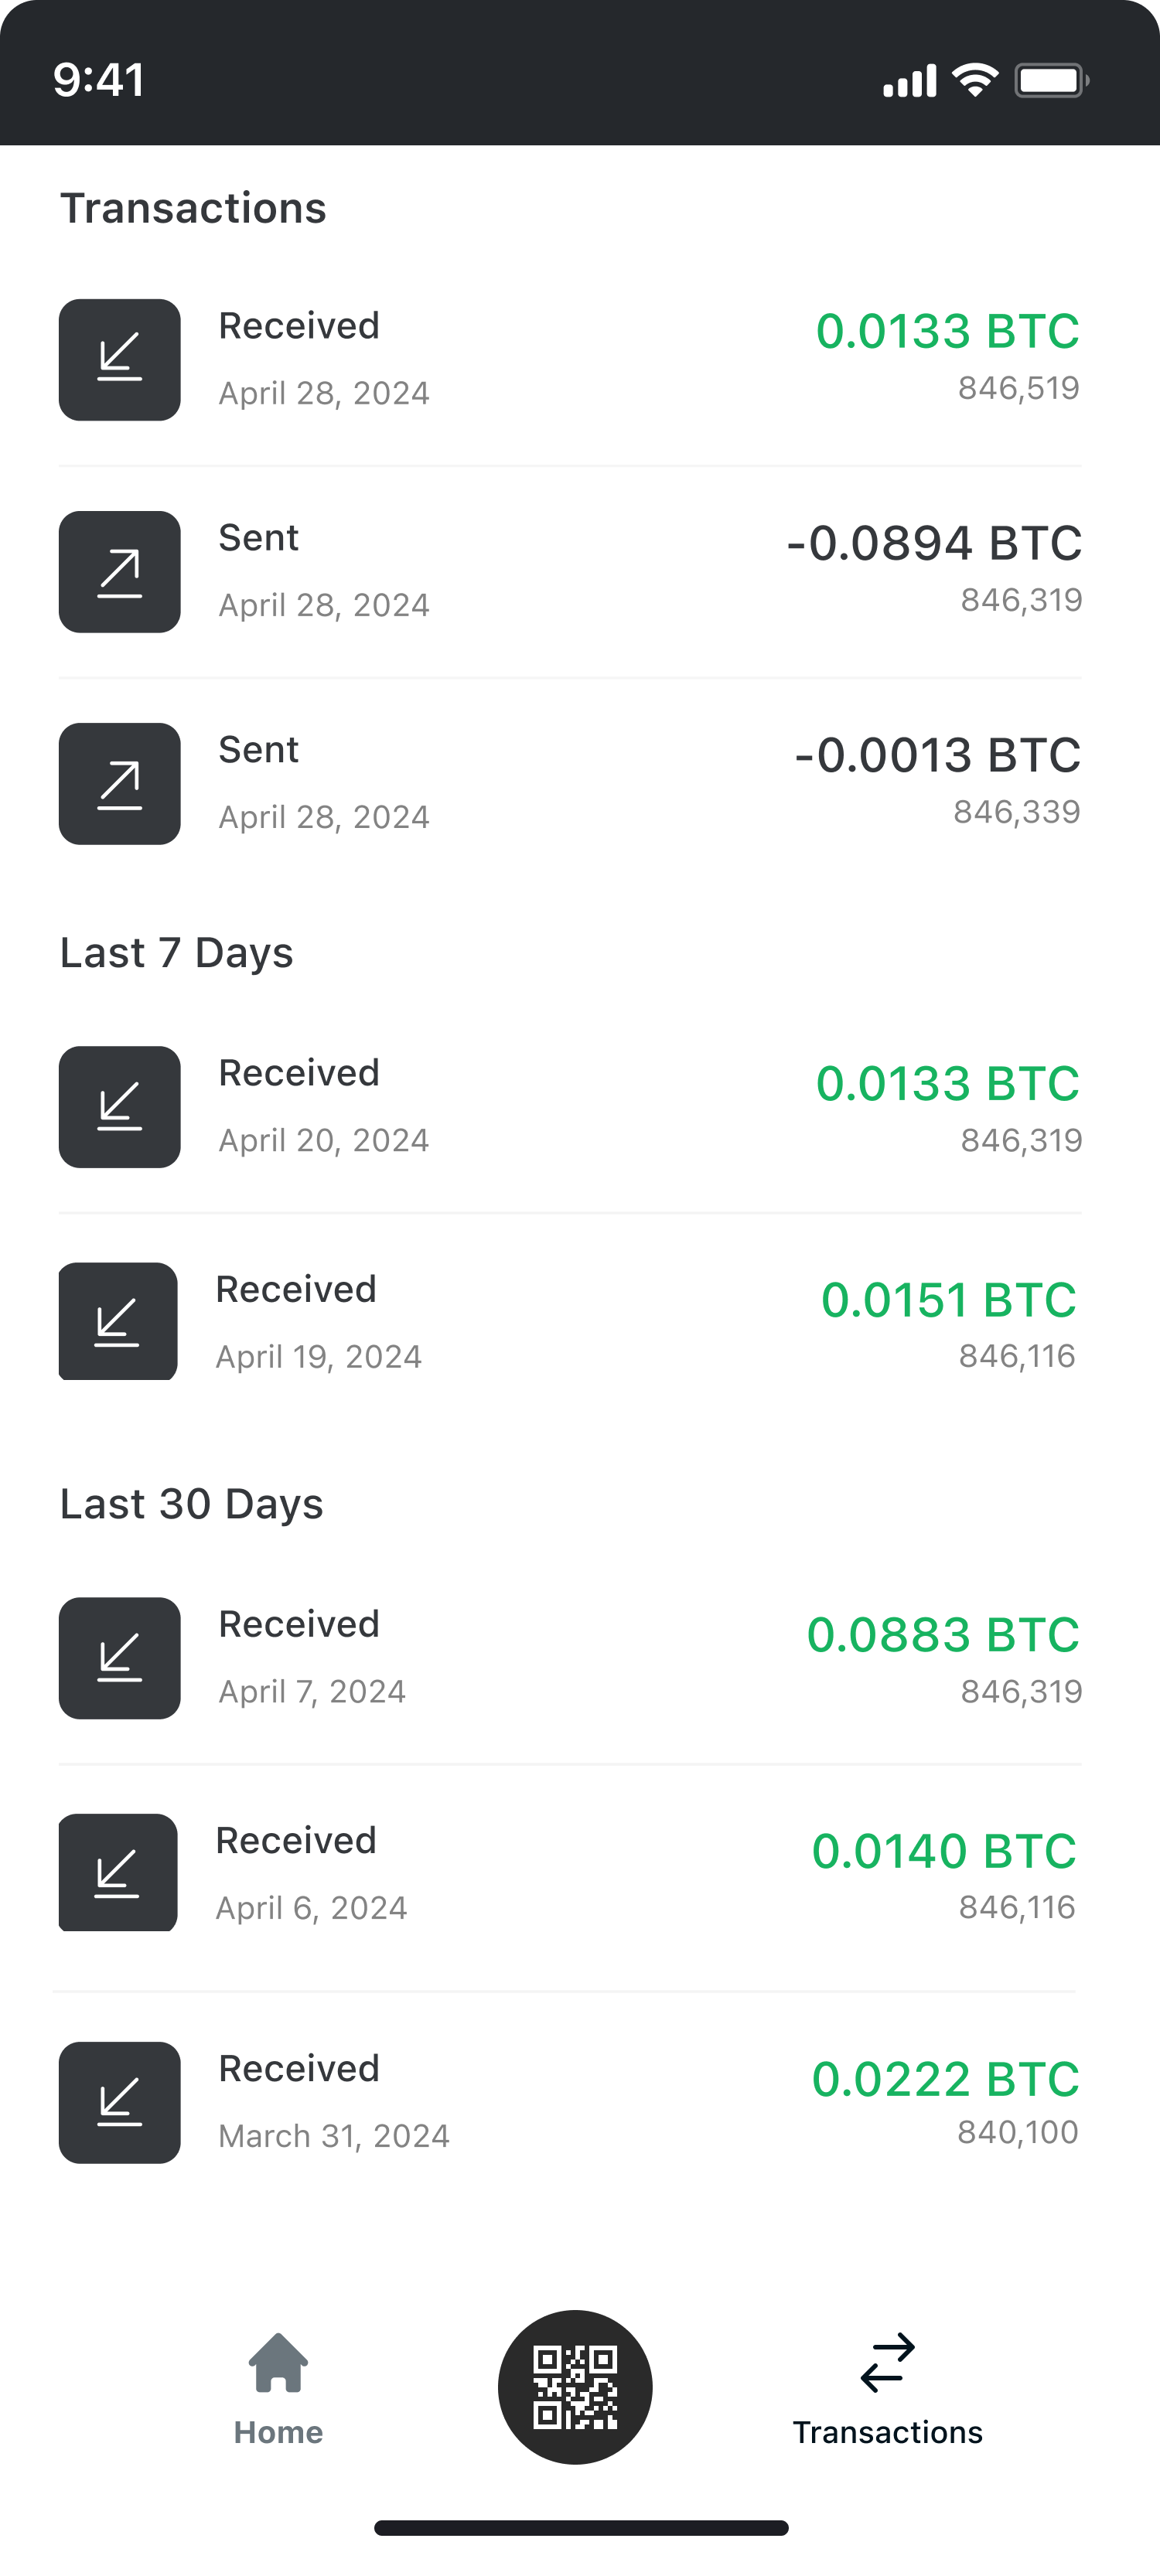 9:41
Transactions
Received
0.0133 BTC
April 28, 2024
846,519
Sent
-0.0894 BTC
April 28, 2024
846,319
Sent
-0.0013 BTC
April 28, 2024
846,339
Last 7 Days
Received
0.0133 BTC
April 20, 2024
846,319
Received
0.0151 BTC
April 19, 2024
846,116
Last 30 Days
Received
0.0883 BTC
April 7, 2024
846,319
Received
0.0140 BTC
April 6, 2024
846,116
Received
0.0222 BTC
March 31, 2024
840,100
Home
Transactions